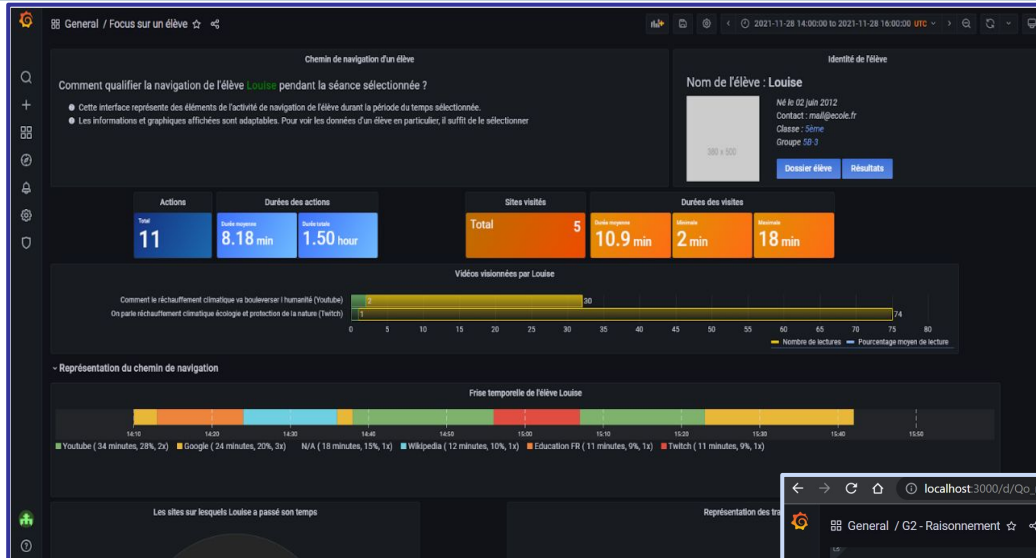 General / Focus sur un élève
2021-11-28 14:00:00 to 2021-11-28 16:00:00 UTC
Chemin de navigation d'un élève
Comment qualifier la navigation de l'élève Louise pendant la séance sélectionnée ?
Cette interface représente des éléments de l'activité de navigation de l'élève durant la période du temps sélectionnée.
Les informations et graphiques affichées sont adaptables. Pour voir les données d'un élève en particulier, il suffit de le sélectionner
Identité de l'élève
Nom de l'élève : Louise
Né le 02 juin 2012
Contact : mail@ecole.fr
Classe : 5ème
Groupe 5B-3
Dossier élève Résultats
Actions
Total
11
Durées des actions
Durée moyenne
8.18 min
Durée totale
1.50 hour
Sites visités
Total 5
Durées des visites
Durée moyenne
10.9 min
Minimale
2 min
Maximale
18 min
Vidéos visionnées par Louise
Comment le réchauffement climatique va bouleverser l humanité (Youtube) 2 30
On parle réchauffement climatique écologie et protection de la nature (Twitch) 1 74
0 5 10 15 20 25 30 35 40 45 50 55 60 65 70 75 80
Nombre de lectures Pourcentage moyen de lecture
Représentation du chemin de navigation
Frise temporelle de l'élève Louise
14:10 14:20 14:30 14:40 14:50 15:00 15:10 15:20 15:30 15:40 15:50
Youtube ( 34 minutes, 28%, 2x) Google ( 24 minutes, 20%, 3x) N/A ( 18 minutes, 15%, 1x) Wikipedia ( 12 minutes, 10%, 1x) Education FR ( 11 minutes, 9%, 1x) Twitch ( 11 minutes, 9%, 1x)
Les sites sur lesquels Louise a passé son temps
Représentation des tra
localhost:3000/d/Qo_
General / G2 - Raisonnement